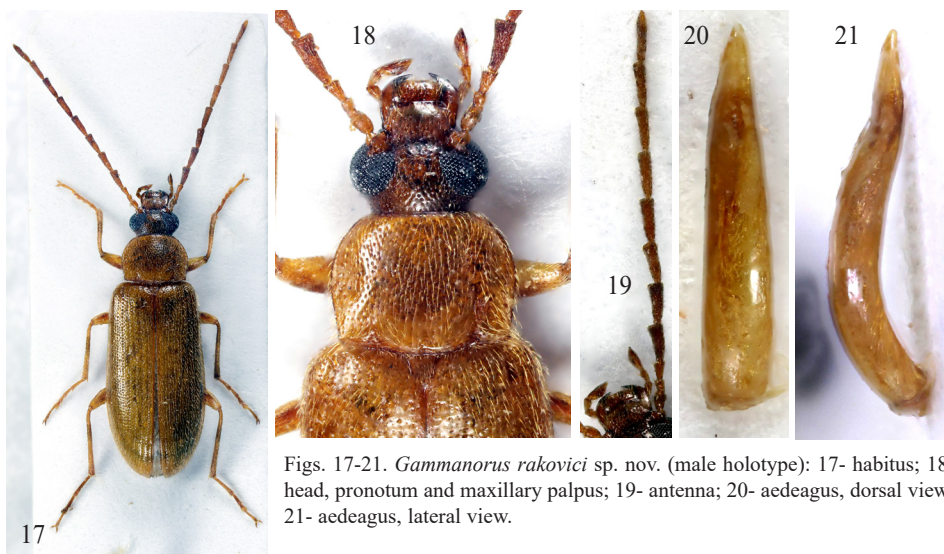 18
20
21
19
17
Figs. 17-21. Gammanorus rakovici sp. nov. (male holotype): 17- habitus; 18
head, pronotum and maxillary palpus; 19- antenna; 20- aedeagus, dorsal view
21- aedeagus, lateral view.